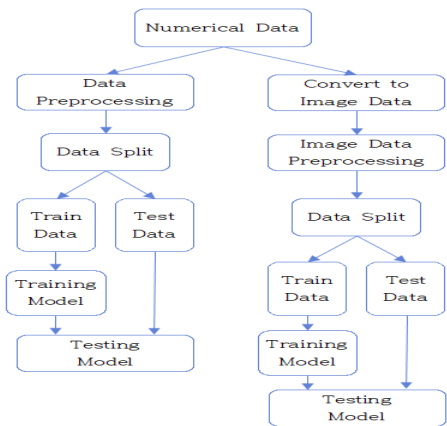 Numerical Data
Data
Preprocessing
Convert to
Image Data
Data Split
Image Data
Preprocessing
Train
Data
Test
Data
Data Split
Training
Model
Train
Data
Test
Data
Testing
Model
Training
Model
Testing
Model